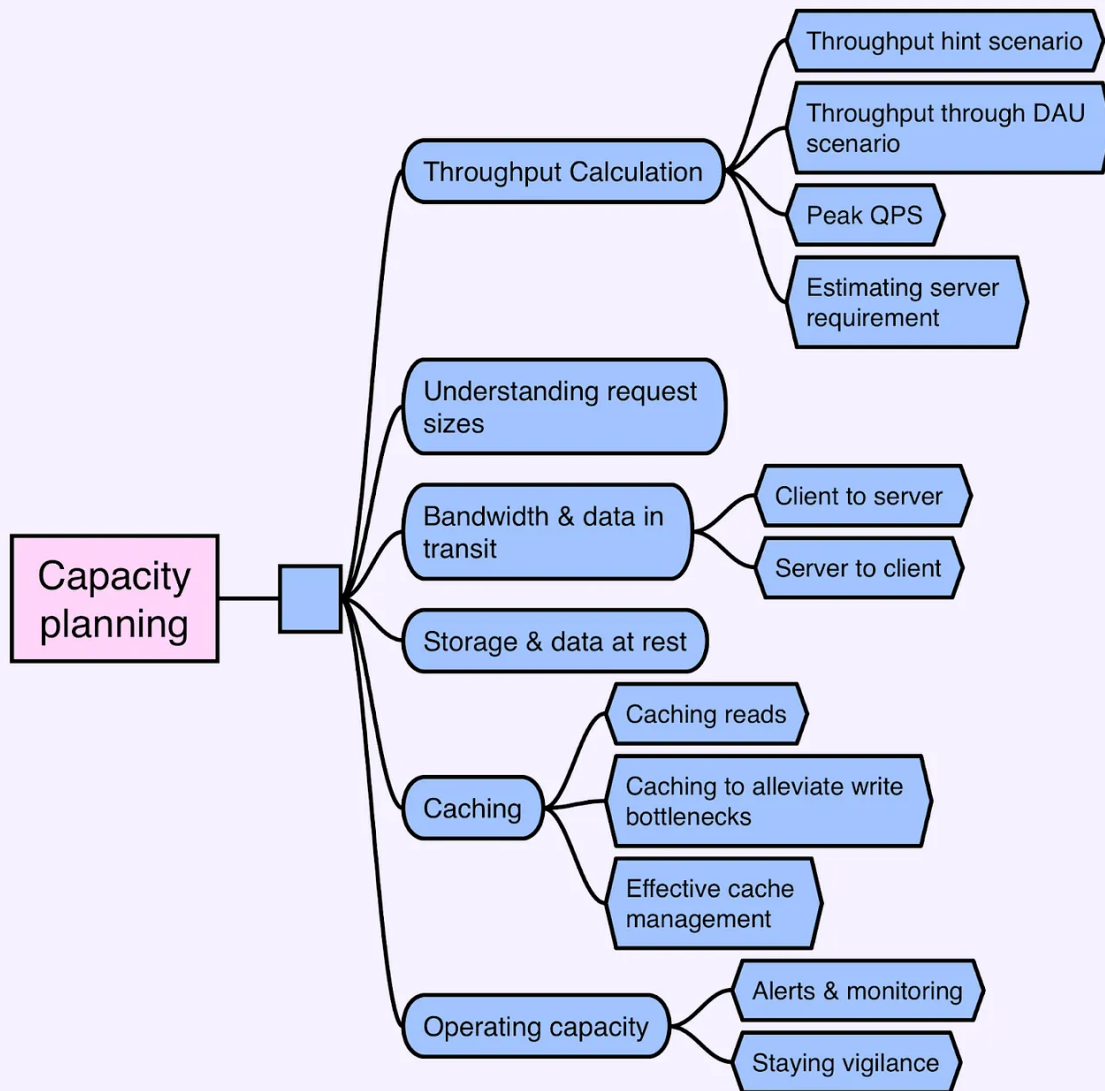 Capacity
planning
Throughput Calculation
Throughput hint scenario
Throughput through DAU
scenario
Peak QPS
Estimating server
requirement
Understanding request
sizes
Bandwidth & data in
transit
Client to server
Server to client
Storage & data at rest
Caching
Caching reads
Caching to alleviate write
bottlenecks
Effective cache
management
Operating capacity
Alerts & monitoring
Staying vigilance